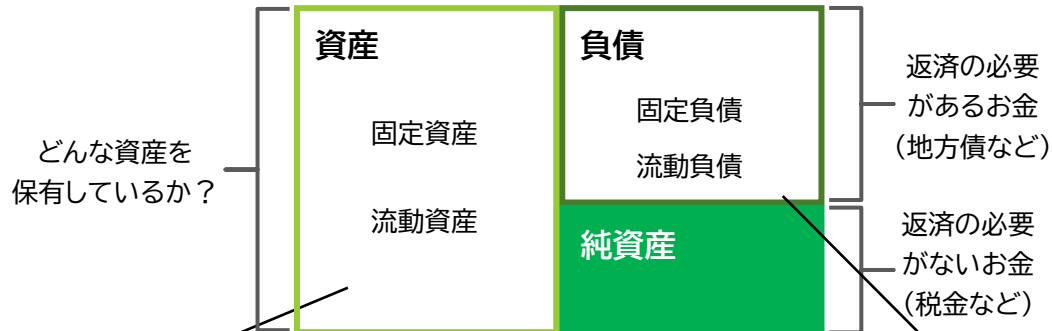 どんな資産を
保有しているか？
資産
固定資産
流動資産
負債
固定負債
流動負債
純資産
返済の必要
があるお金
（地方債など）
返済の必要
がないお金
（税金など）